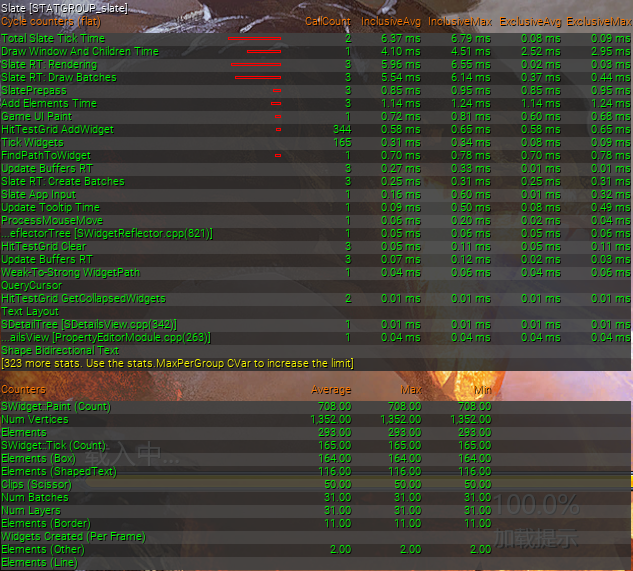 Slate [STATGROUP_slate]
Cycle counters (flat) CallCount InclusiveAvg InclusiveMax ExclusiveAvg ExclusiveMax
Total Slate Tick Time 2 6.37 ms 6.79 ms 0.08 ms 0.09 ms
Draw Window And Children Time 1 4.10 ms 4.51 ms 2.52 ms 2.95 ms
Slate RT: Rendering 3 5.96 ms 6.55 ms 0.02 ms 0.03 ms
Slate RT: Draw Batches 3 5.54 ms 6.14 ms 0.37 ms 0.44 ms
SlatePrepass 3 0.85 ms 0.95 ms 0.85 ms 0.95 ms
Add Elements Time 3 1.14 ms 1.24 ms 1.14 ms 1.24 ms
Game UI Paint 1 0.72 ms 0.81 ms 0.60 ms 0.68 ms
HitTestGrid AddWidget 344 0.58 ms 0.65 ms 0.58 ms 0.65 ms
Tick Widgets 165 0.31 ms 0.34 ms 0.08 ms 0.09 ms
FindPathToWidget 1 0.70 ms 0.78 ms 0.70 ms 0.78 ms
Update Buffers RT 3 0.27 ms 0.33 ms 0.01 ms 0.01 ms
Slate RT: Create Batches 3 0.25 ms 0.31 ms 0.25 ms 0.31 ms
Slate App Input 1 0.16 ms 0.60 ms 0.01 ms 0.32 ms
Update Tooltip Time 1 0.09 ms 0.50 ms 0.08 ms 0.49 ms
ProcessMouseMove 1 0.06 ms 0.20 ms 0.02 ms 0.04 ms
...eflectorTree [SWidgetReflector.cpp(821)] 1 0.05 ms 0.06 ms 0.05 ms 0.06 ms
HitTestGrid Clear 3 0.05 ms 0.11 ms 0.05 ms 0.11 ms
Update Buffers RT 3 0.07 ms 0.12 ms 0.02 ms 0.03 ms
Weak-To-Strong WidgetPath 1 0.04 ms 0.06 ms 0.04 ms 0.06 ms
QueryCursor
HitTestGrid GetCollapsedWidgets 2 0.01 ms 0.01 ms 0.01 ms 0.01 ms
Text Layout
SDetailTree [SDetailsView.cpp(342)] 1 0.01 ms 0.01 ms 0.01 ms 0.01 ms
...ailsView [PropertyEditorModule.cpp(263)] 1 0.04 ms 0.04 ms 0.01 ms 0.01 ms
Shape Bidirectional Text
[323 more stats. Use the stats.MaxPerGroup CVar to increase the limit]
Counters Average Max Min
SWidget::Paint (Count) 708.00 708.00 708.00
Num Vertices 1,352.00 1,352.00 1,352.00
Elements 293.00 293.00 293.00
SWidget::Tick (Count) 165.00 165.00 165.00
Elements (Box) 164.00 164.00 164.00
载入中...
Elements (ShapedText) 116.00 116.00 116.00
Clips (Scissor) 50.00 50.00 50.00
Num Batches 31.00 31.00 31.00
100.0%
Num Layers 31.00 31.00 31.00
Elements (Border) 11.00 11.00 11.00
Widgets Created (Per Frame)
加载提示
Elements (Other) 2.00 2.00 2.00
Elements (Line)